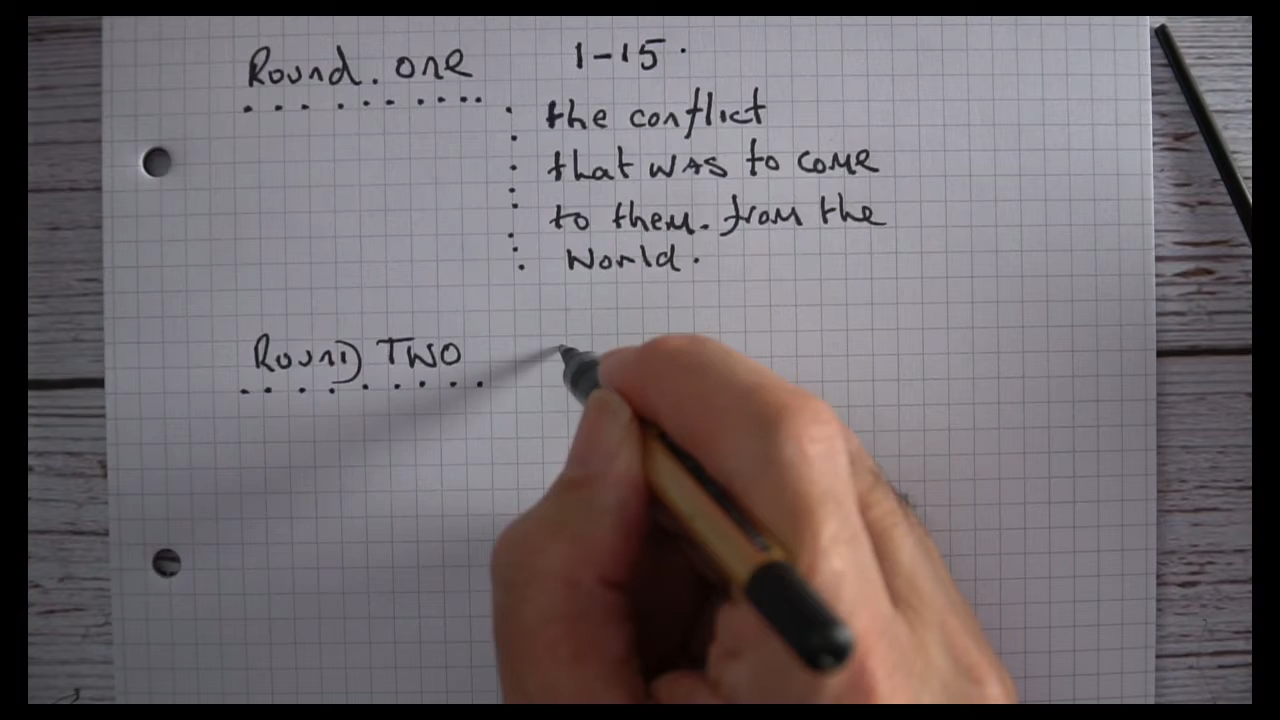 Round. one 1-15.
the conflict
that was to come
to them. from the
World.
Round TWO